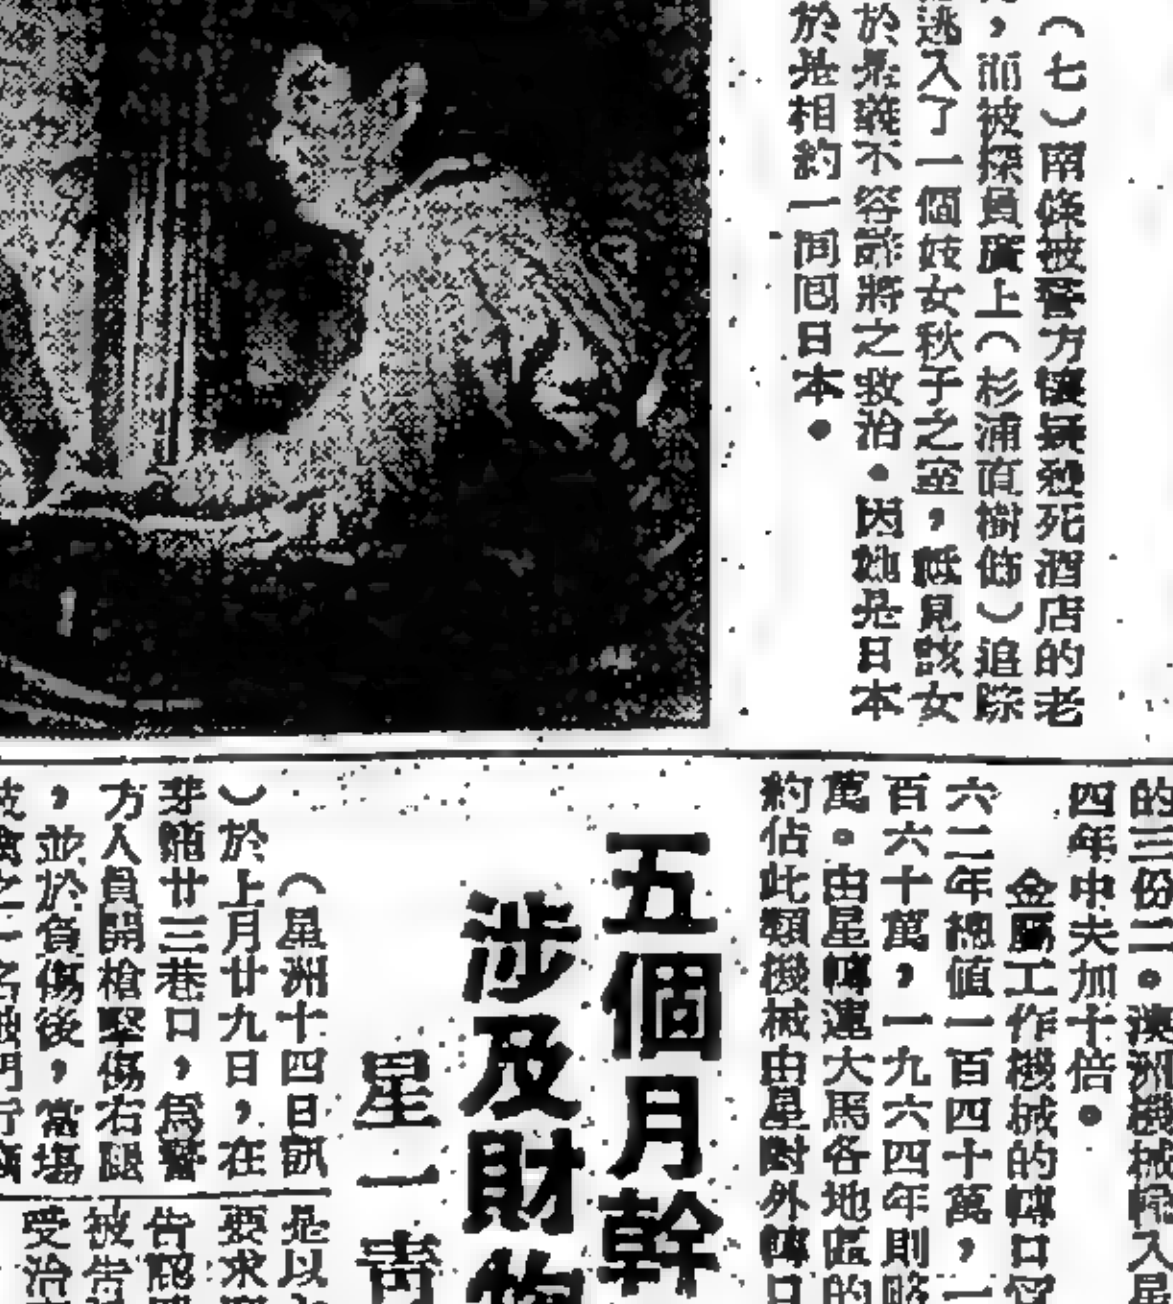 （七）南條被警方懷疑殺死酒店的老
，而被探員廣上（杉浦直樹飾）追踪
逃入了一個妓女秋子之室，祗見該女
於是義不容辭將之救治。因她是日本
於是相約一同囘日本。
的三份二。澳洲機械輸入星
四年中夫加十倍。
金屬工作機械的轉口貿
六二年總值一百四十萬，一
百六十萬，一九六四年則略
萬。由星轉運大馬各地區的
約佔此類機械由星對外轉口
五個月幹
涉及財物
星一靑
（星洲十四日訊
）於上月廿九日，在
芽籠廿三巷口，爲警
方人員開槍擊傷右腿
，並於負傷後，當場
是以
要求
告認
被告
受治